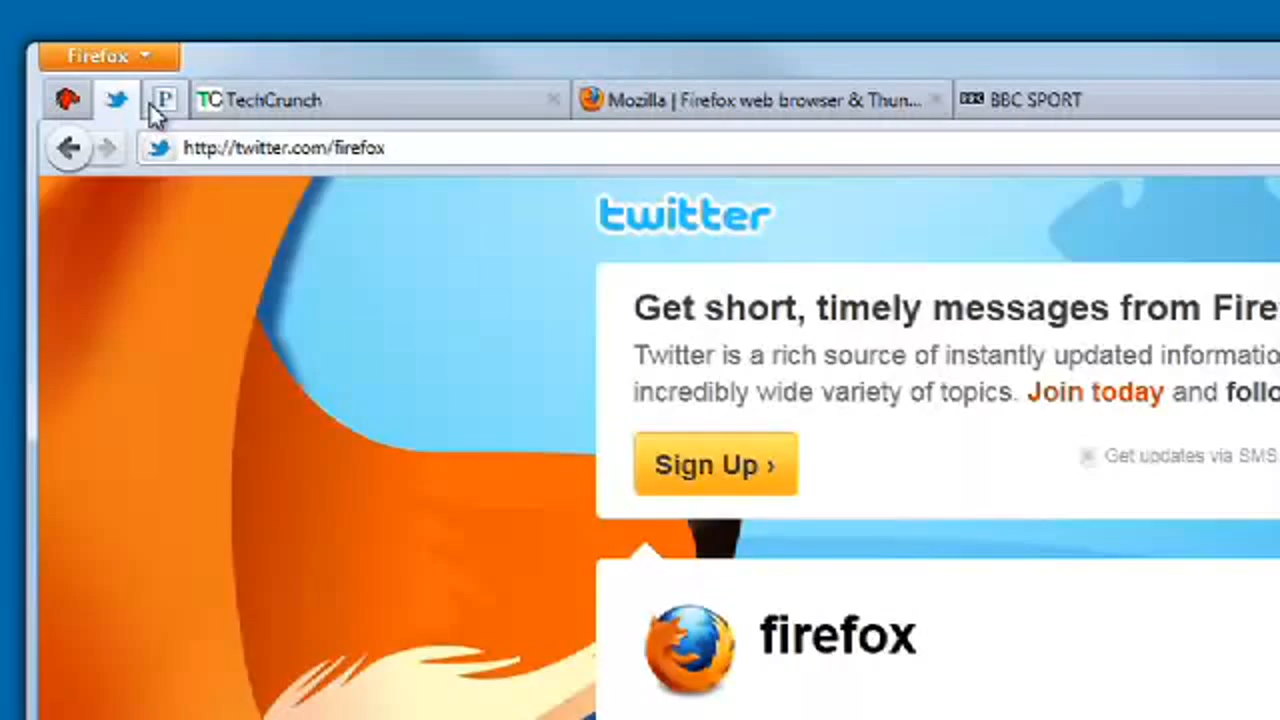 Firefox
P
TC TechCrunch
Mozilla | Firefox web browser & Thun...
BBC BBC SPORT
http://twitter.com/firefox
twitter
Get short, timely messages from Fire
Twitter is a rich source of instantly updated informatio
incredibly wide variety of topics. Join today and follo
Sign Up ›
Get updates via SMS
firefox